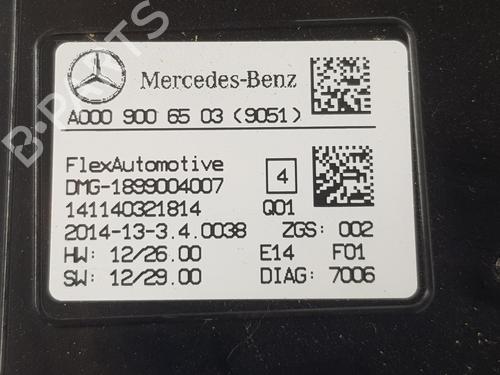 Mercedes-Benz
A000 900 65 03 (9051)
FlexAutomotive
DMG-1899004007
4
141140321814 Q01
2014-13-3.4.0038 ZGS: 002
HW: 12/26.00 E14 F01
SW: 12/29.00 DIAG: 7006
B-PARTS